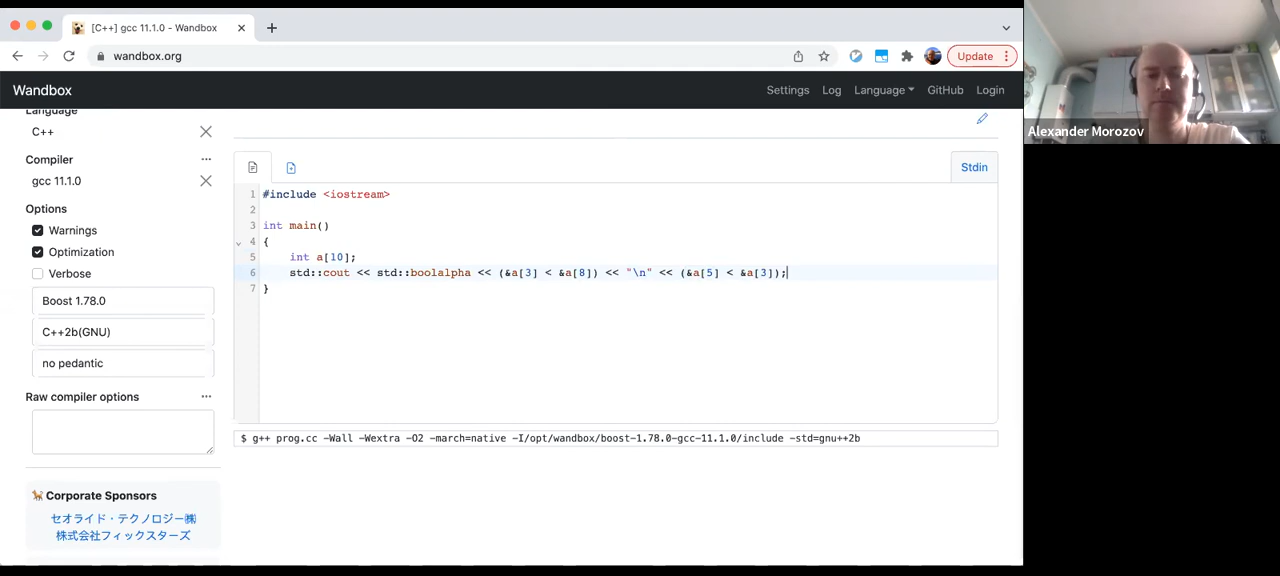 [C++] gcc 11.1.0 - Wandbox
wandbox.org
Update
Wandbox
Settings Log Language GitHub Login
Language
C++
Compiler
gcc 11.1.0
Options
Warnings
Optimization
Verbose
Boost 1.78.0
C++2b(GNU)
no pedantic
Raw compiler options
Corporate Sponsors
セオライド・テクノロジー㈱
株式会社フィックスターズ
Stdin
1 #include <iostream>
2
3 int main()
4 {
5 int a[10];
6 std::cout << std::boolalpha << (&a[3] < &a[8]) << "\n" << (&a[5] < &a[3]);
7 }
$ g++ prog.cc -Wall -Wextra -O2 -march=native -I/opt/wandbox/boost-1.78.0-gcc-11.1.0/include -std=gnu++2b
Alexander Morozov